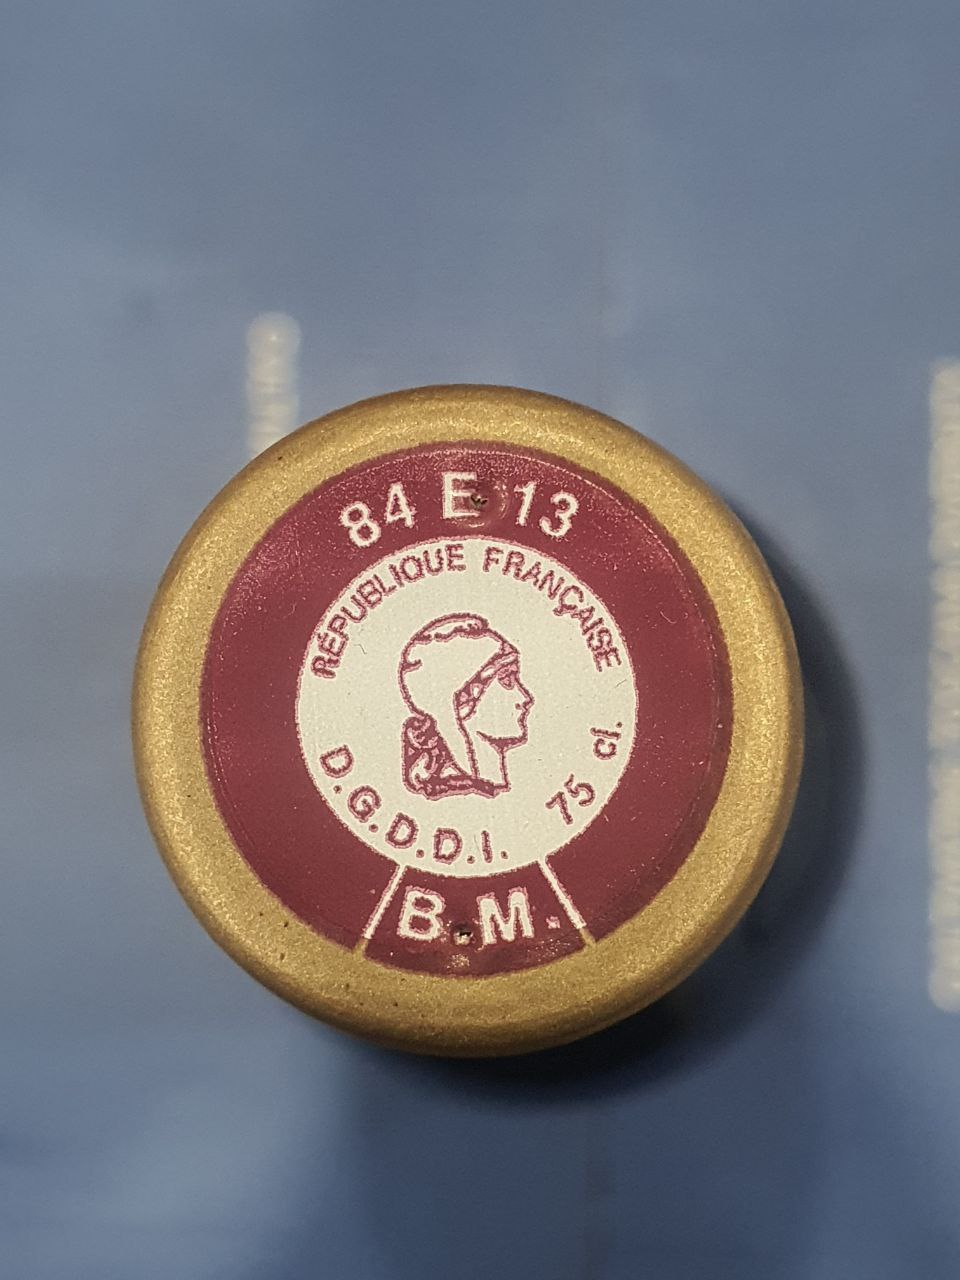 84 E 13
RÉPUBLIQUE FRANÇAISE
D.G.D.D.I. 75 cl.
B.M.